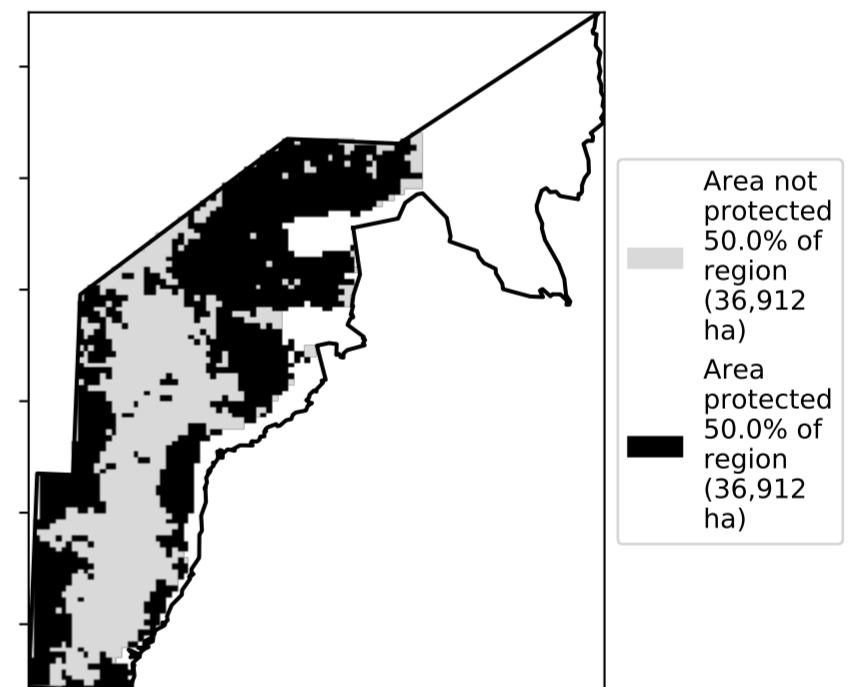 Area not
protected
50.0% of
region
(36,912
ha)
Area
protected
50.0% of
region
(36,912
ha)